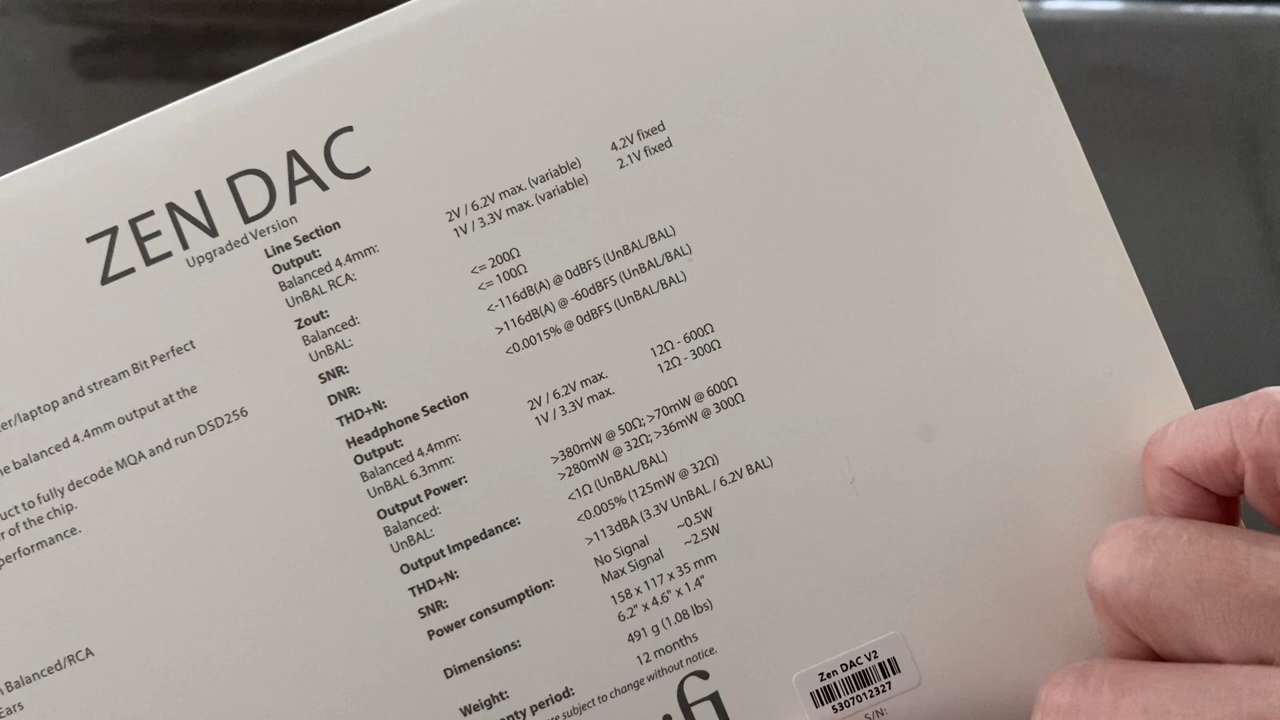 ZEN DAC
Upgraded Version
er/laptop and stream Bit Perfect
ne balanced 4.4mm output at the
uct to fully decode MQA and run DSD256
r of the chip.
performance.
Balanced/RCA
Ears
Line Section
Output:
Balanced 4.4mm: 2V / 6.2V max. (variable) 4.2V fixed
UnBAL RCA: 1V / 3.3V max. (variable) 2.1V fixed
Zout:
Balanced: <= 200Ω
UnBAL: <= 100Ω
SNR: <-116dB(A) @ 0dBFS (UnBAL/BAL)
DNR: >116dB(A) @ -60dBFS (UnBAL/BAL)
THD+N: <0.0015% @ 0dBFS (UnBAL/BAL)
Headphone Section
Output:
Balanced 4.4mm: 2V / 6.2V max. 12Ω - 600Ω
UnBAL 6.3mm: 1V / 3.3V max. 12Ω - 300Ω
Output Power:
Balanced: >380mW @ 50Ω; >70mW @ 600Ω
UnBAL: >280mW @ 32Ω; >36mW @ 300Ω
Output Impedance: <1Ω (UnBAL/BAL)
THD+N: <0.005% (125mW @ 32Ω)
SNR: >113dBA (3.3V UnBAL / 6.2V BAL)
Power consumption: No Signal ~0.5W
Max Signal ~2.5W
Dimensions: 158 x 117 x 35 mm
6.2" x 4.6" x 1.4"
Weight: 491 g (1.08 lbs)
nty period: 12 months
re subject to change without notice.
ifi
Zen DAC V2
5307012327
S/N: